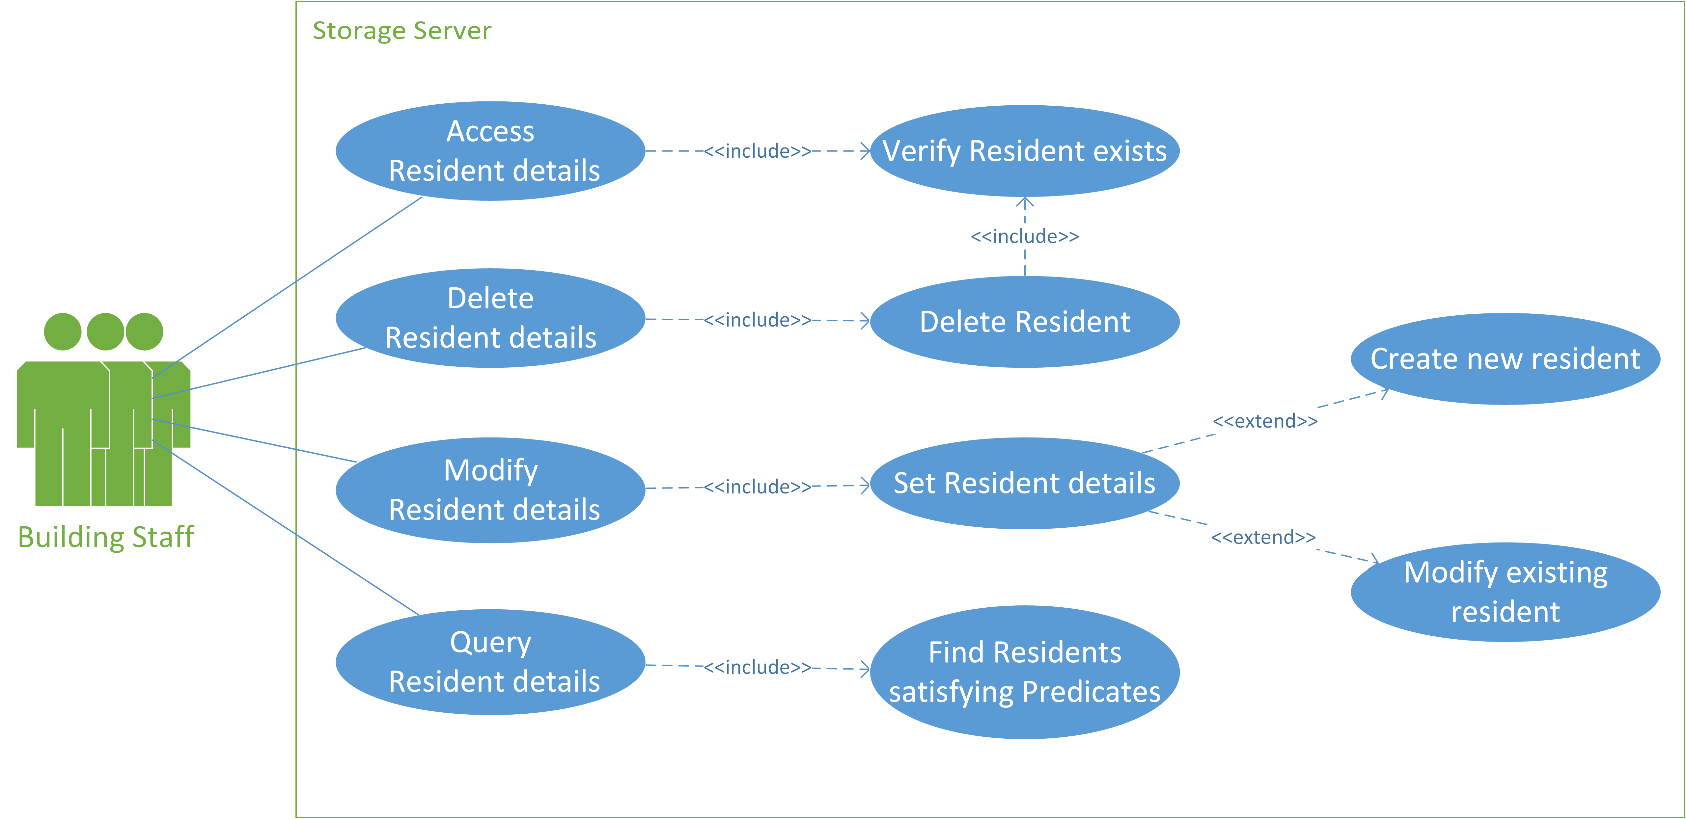 Storage Server
Access
Resident details
<<include>>
Verify Resident exists
<<include>>
Delete
Resident details
<<include>>
Delete Resident
Create new resident
<<extend>>
Modify
Resident details
<<include>>
Set Resident details
Building Staff
<<extend>>
Modify existing
resident
Query
Resident details
<<include>>
Find Residents
satisfying Predicates